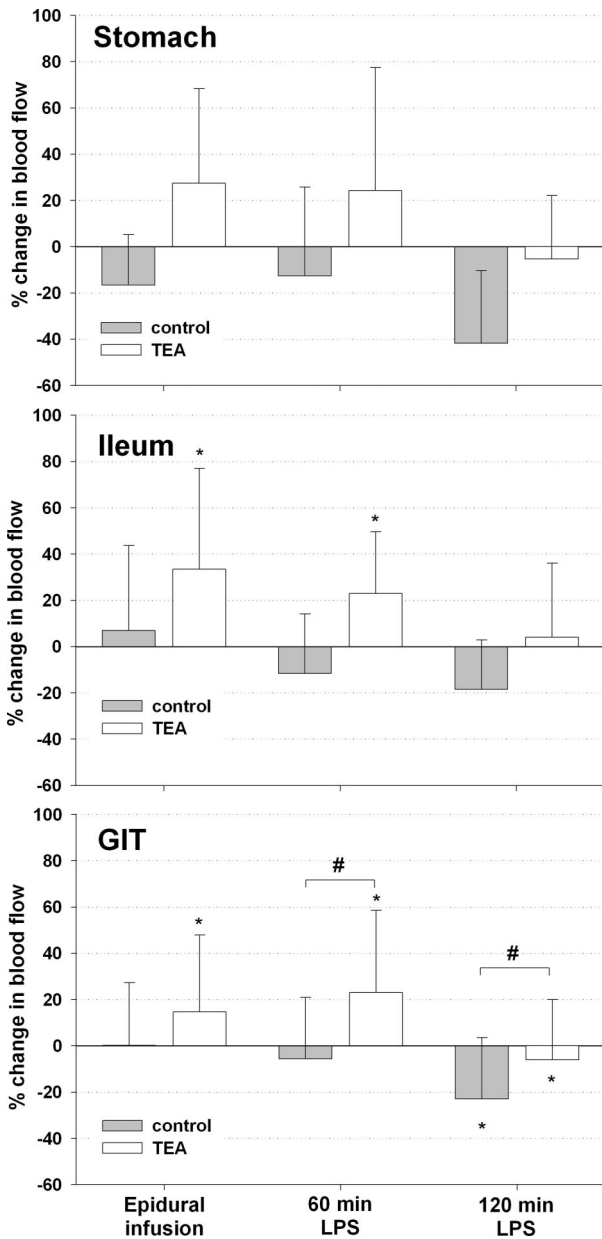 Stomach
% change in blood flow
100
80
60
40
20
0
-20
-40
-60
control
TEA
Ileum
% change in blood flow
100
80
60
40
20
0
-20
-40
-60
*
*
control
TEA
GIT
% change in blood flow
100
80
60
40
20
0
-20
-40
-60
#
*
*
#
*
*
control
TEA
Epidural infusion
60 min LPS
120 min LPS